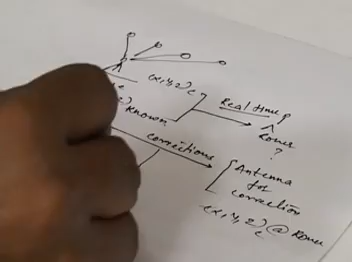 (x,y,z)c
Real time
Rover
?
known
corrections
Antenna
for
correction
(x,y,z)c @ Rover